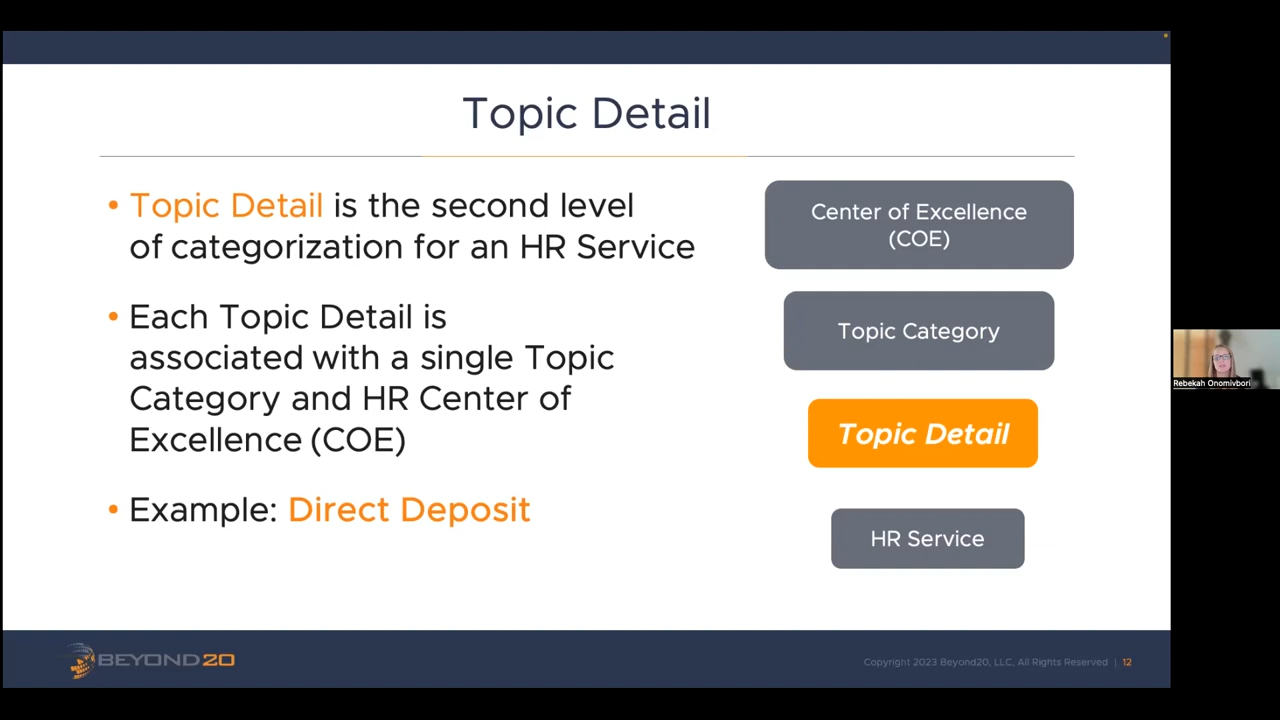 Topic Detail
• Topic Detail is the second level
of categorization for an HR Service
• Each Topic Detail is
associated with a single Topic
Category and HR Center of
Excellence (COE)
• Example: Direct Deposit
Center of Excellence
(COE)
Topic Category
Topic Detail
HR Service
Rebekah Onomivbori
BEYOND20
Copyright 2023 Beyond20, LLC, All Rights Reserved | 12